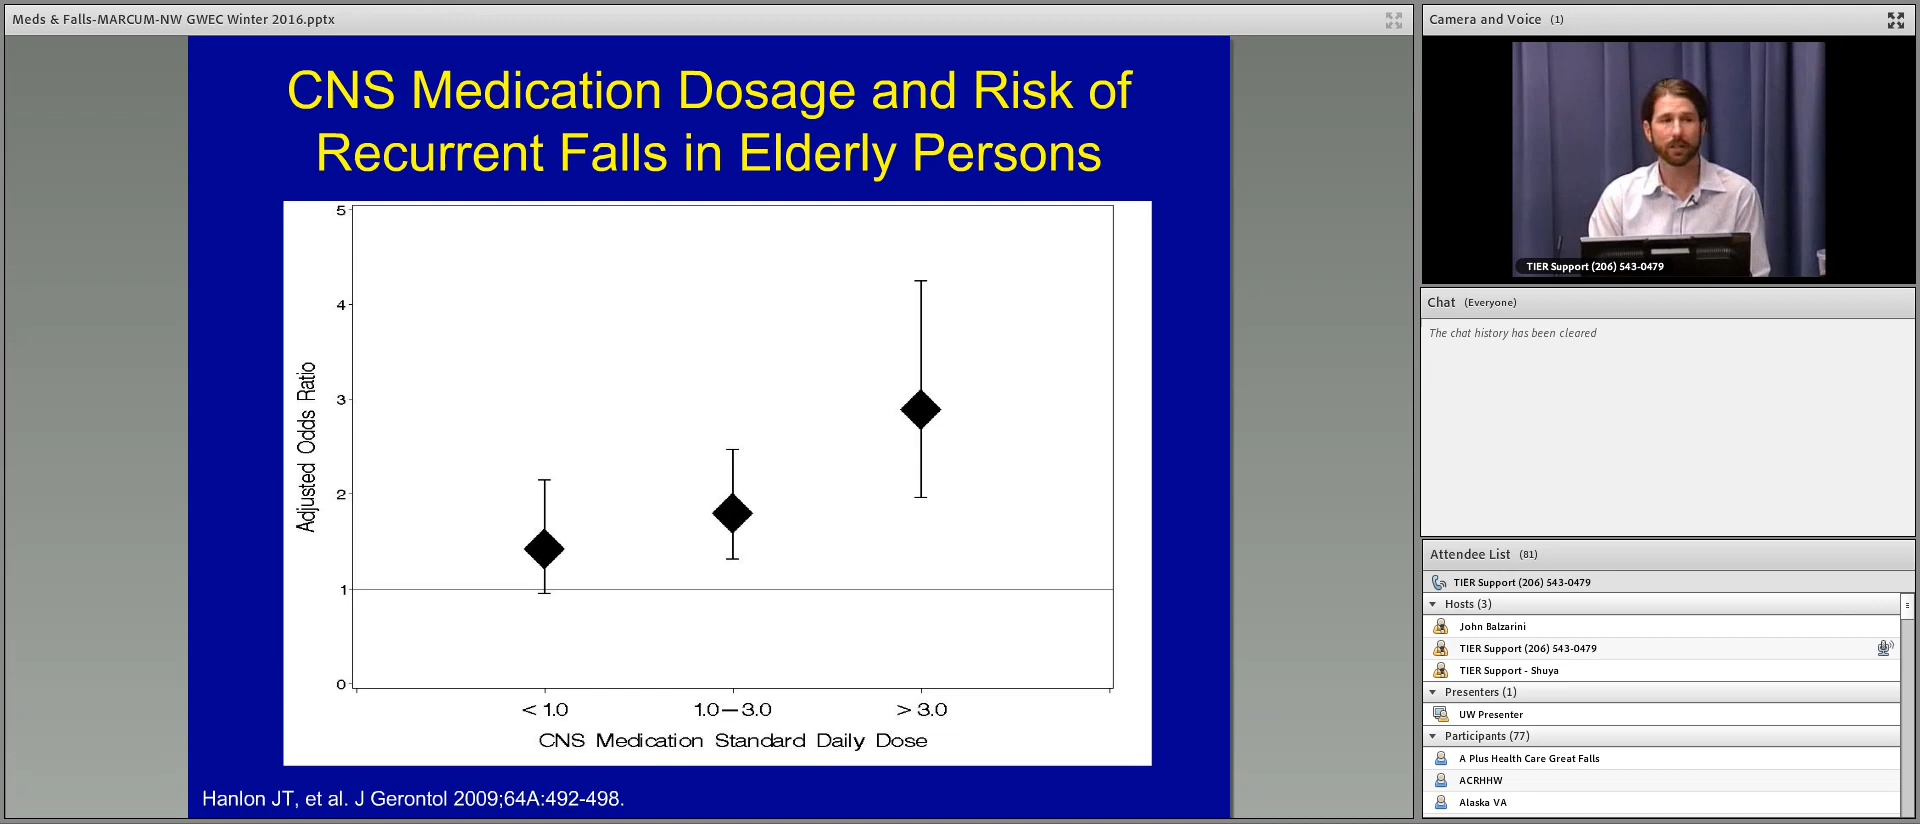 Meds & Falls-MARCUM-NW GWEC Winter 2016.pptx
CNS Medication Dosage and Risk of
Recurrent Falls in Elderly Persons
5
4
3
2
1
0
Adjusted Odds Ratio
< 1.0
1.0–3.0
> 3.0
CNS Medication Standard Daily Dose
Hanlon JT, et al. J Gerontol 2009;64A:492-498.
Camera and Voice (1)
TIER Support (206) 543-0479
Chat (Everyone)
The chat history has been cleared
Attendee List (81)
TIER Support (206) 543-0479
Hosts (3)
John Balzarini
TIER Support (206) 543-0479
TIER Support - Shuya
Presenters (1)
UW Presenter
Participants (77)
A Plus Health Care Great Falls
ACRHHW
Alaska VA